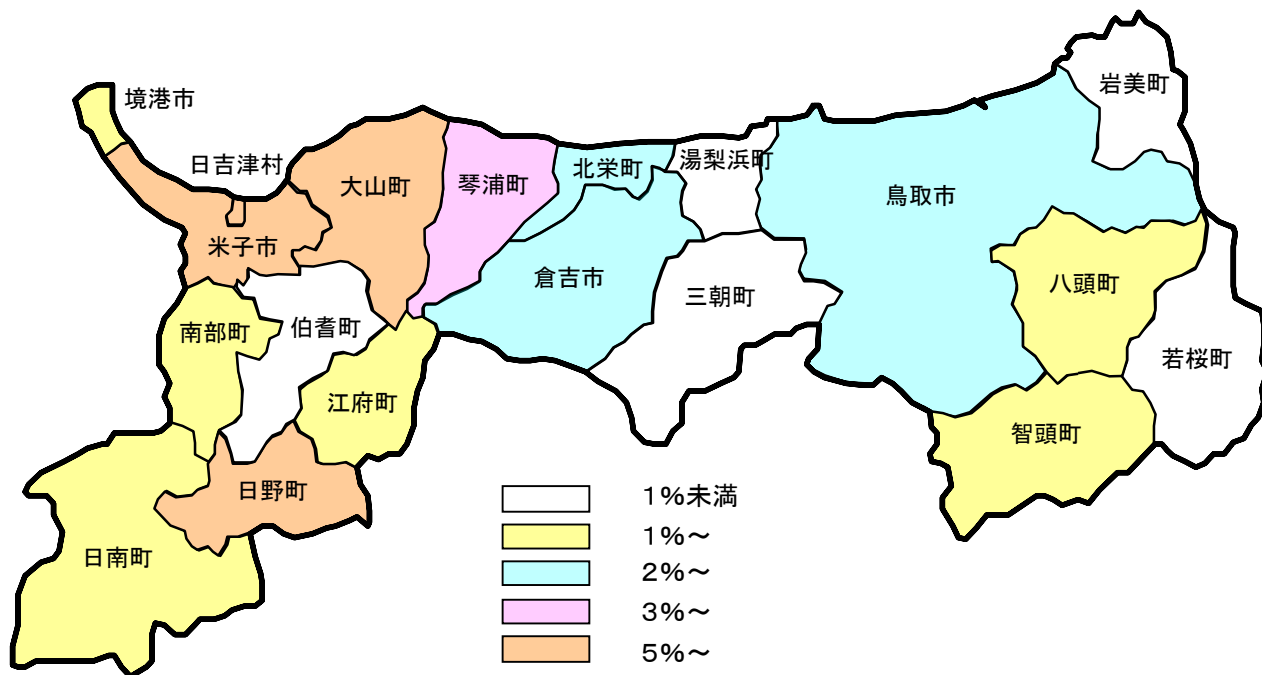 岩美町
境港市
日吉津村
湯梨浜町
北栄町
大山町
琴浦町
鳥取市
米子市
倉吉市
八頭町
三朝町
南部町
伯耆町
若桜町
江府町
智頭町
日野町
日南町
1%未満
1%～
2%～
3%～
5%～